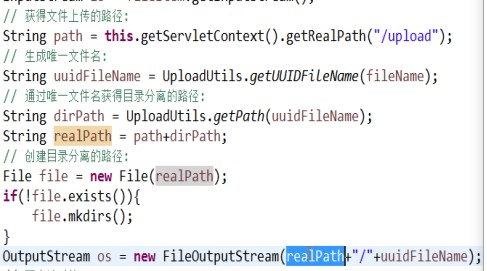 // 获得文件上传的路径:
String path = this.getServletContext().getRealPath("/upload");
// 生成唯一文件名:
String uuidFileName = UploadUtils.getUUIDFileName(fileName);
// 通过唯一文件名获得目录分离的路径:
String dirPath = UploadUtils.getPath(uuidFileName);
String realPath = path+dirPath;
// 创建目录分离的路径:
File file = new File(realPath);
if(!file.exists()){
file.mkdirs();
}
OutputStream os = new FileOutputStream(realPath+"/"+uuidFileName);